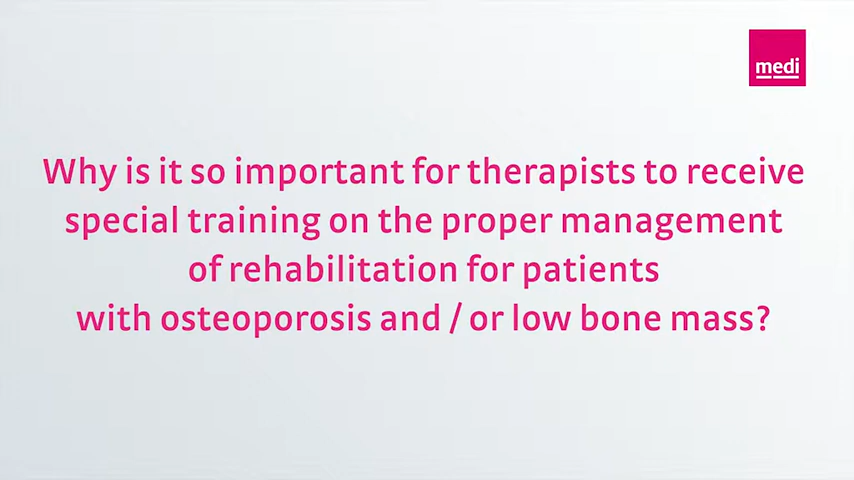 medi
Why is it so important for therapists to receive
special training on the proper management
of rehabilitation for patients
with osteoporosis and / or low bone mass?